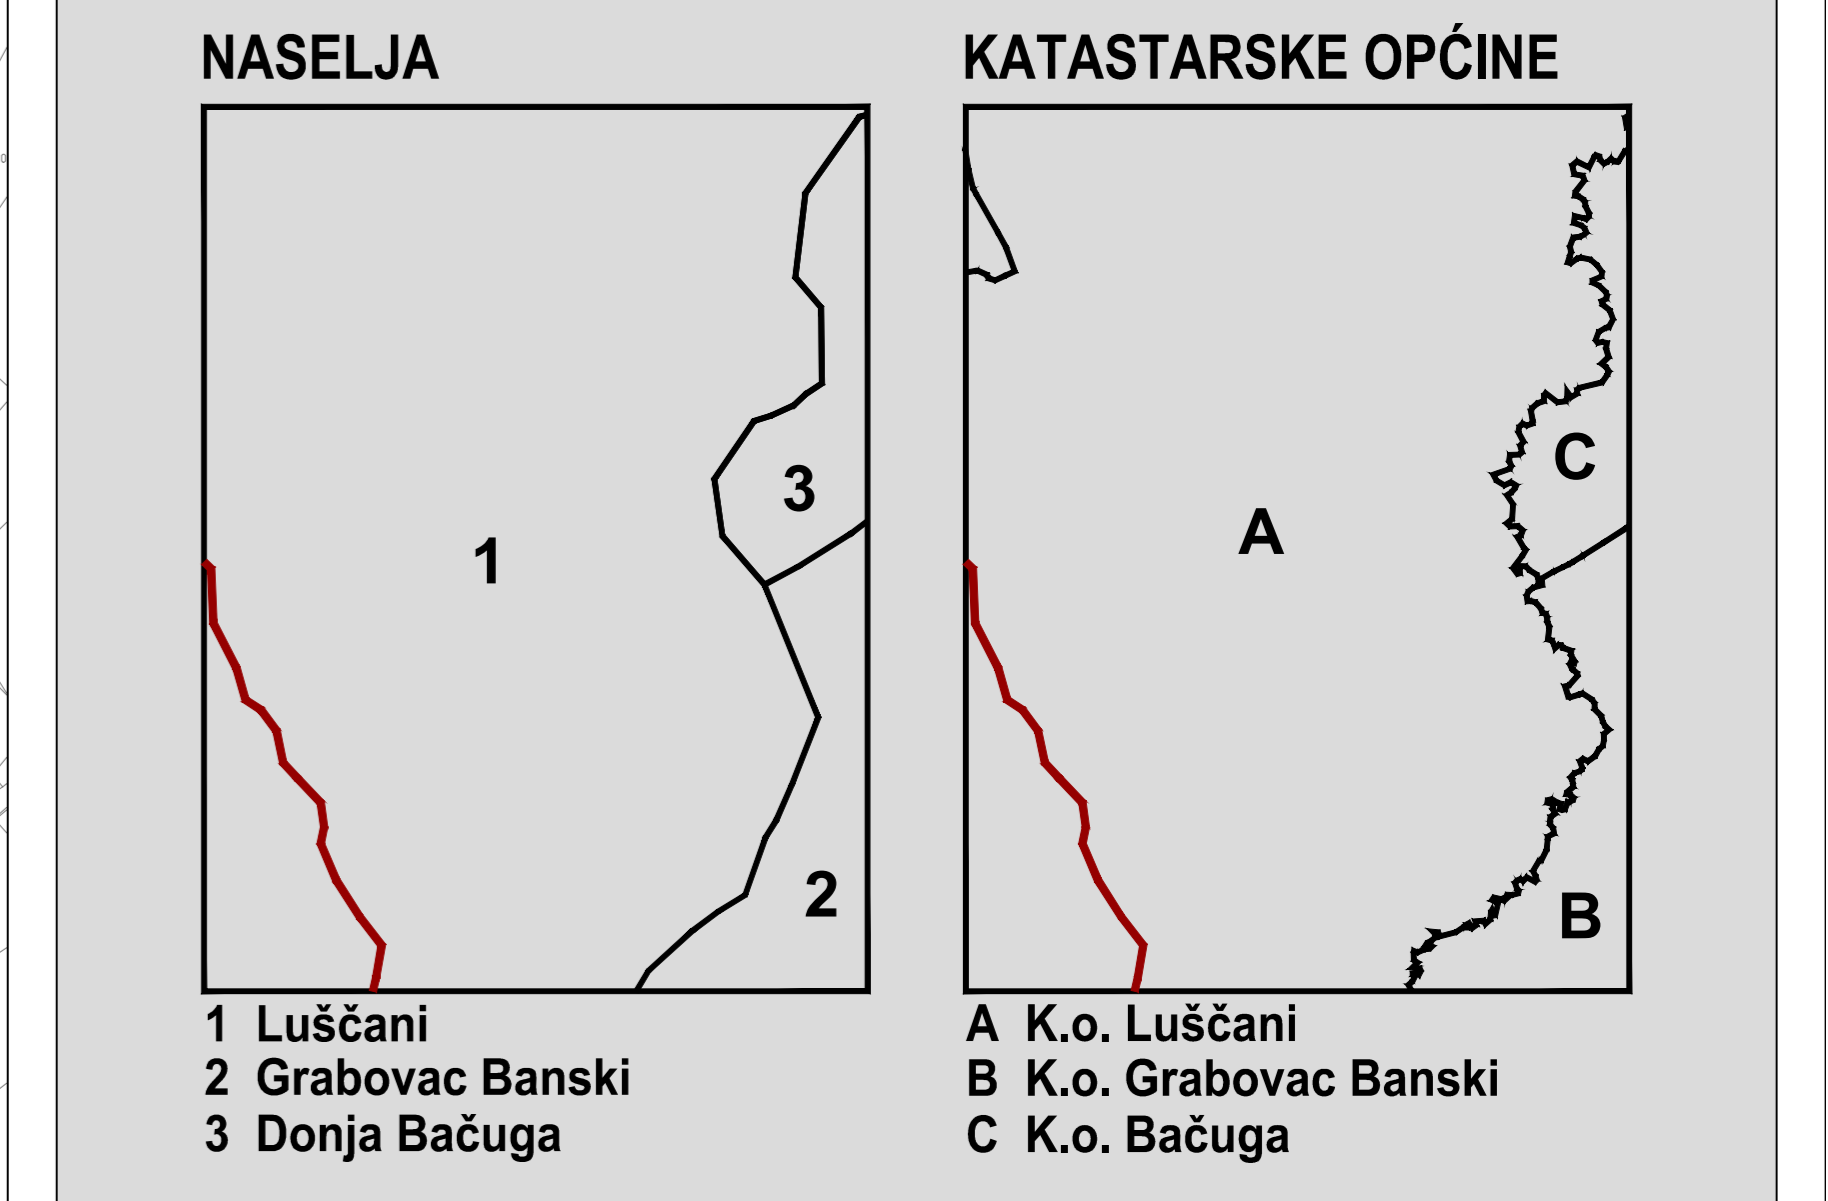 NASELJA
3
1
2
1 Luščani
2 Grabovac Banski
3 Donja Bačuga
KATASTARSKE OPĆINE
C
A
B
A K.o. Luščani
B K.o. Grabovac Banski
C K.o. Bačuga